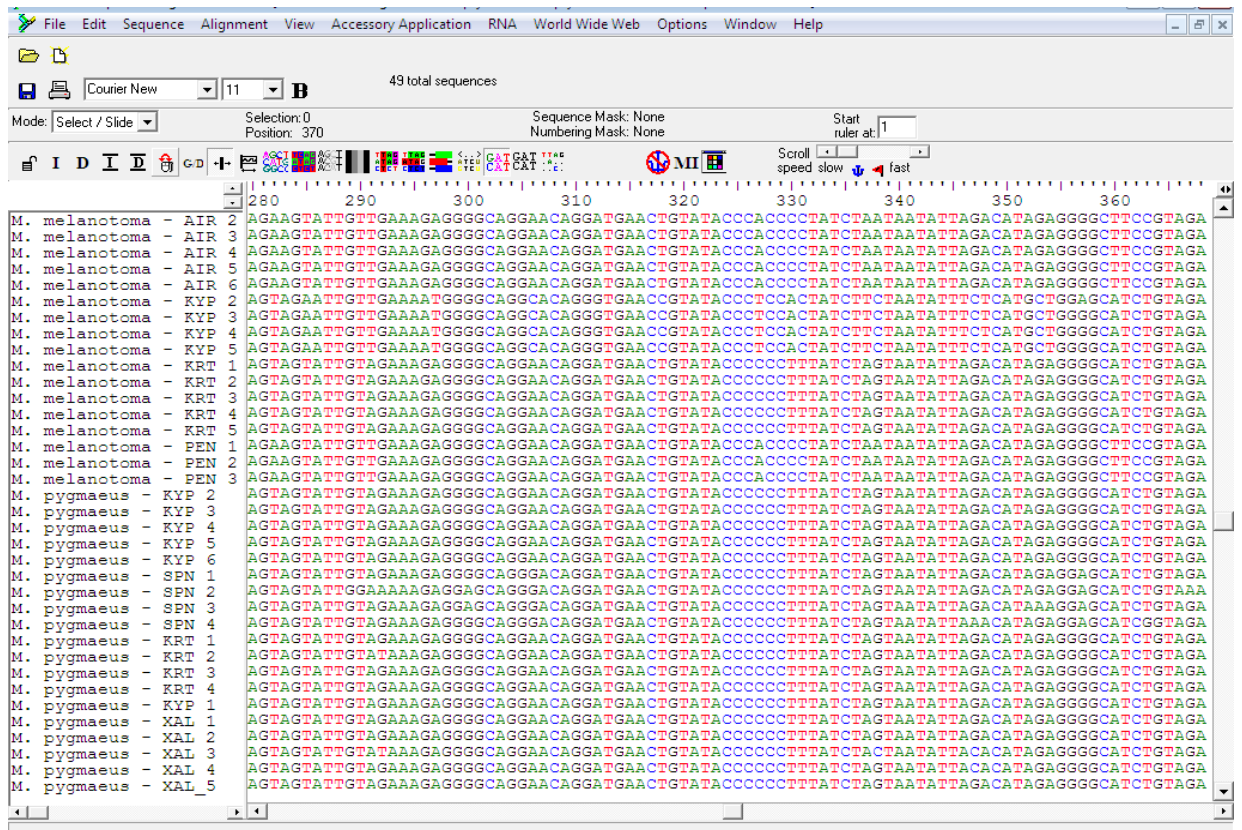 File Edit Sequence Alignment View Accessory Application RNA World Wide Web Options Window Help
49 total sequences
Courier New 11 B
Mode: Select / Slide Selection: 0 Position: 370 Sequence Mask: None Numbering Mask: None Start ruler at: 1
I D I D G/D MI Scroll speed slow fast
280 290 300 310 320 330 340 350 360
M. melanotoma - AIR 2 AGAAGTATTGTTGAAAGAGGGGCAGGAACAGGATGAACTGTATACCCACCCCTATCTAATAATATTAGACATAGAGGGGCTTCCGTAGA
M. melanotoma - AIR 3 AGAAGTATTGTTGAAAGAGGGGCAGGAACAGGATGAACTGTATACCCACCCCTATCTAATAATATTAGACATAGAGGGGCTTCCGTAGA
M. melanotoma - AIR 4 AGAAGTATTGTTGAAAGAGGGGCAGGAACAGGATGAACTGTATACCCACCCCTATCTAATAATATTAGACATAGAGGGGCTTCCGTAGA
M. melanotoma - AIR 5 AGAAGTATTGTTGAAAGAGGGGCAGGAACAGGATGAACTGTATACCCACCCCTATCTAATAATATTAGACATAGAGGGGCTTCCGTAGA
M. melanotoma - AIR 6 AGAAGTATTGTTGAAAGAGGGGCAGGAACAGGATGAACTGTATACCCACCCCTATCTAATAATATTAGACATAGAGGGGCTTCCGTAGA
M. melanotoma - KYP 2 AGTAGAATTGTTGAAAATGGGGCAGGCACAGGGTGAACCGTATACCCTCCACTATCTTCTAATATTTCTCATGCTGGAGCATCTGTAGA
M. melanotoma - KYP 3 AGTAGAATTGTTGAAAATGGGGCAGGCACAGGGTGAACCGTATACCCTCCACTATCTTCTAATATTTCTCATGCTGGGGCATCTGTAGA
M. melanotoma - KYP 4 AGTAGAATTGTTGAAAATGGGGCAGGCACAGGGTGAACCGTATACCCTCCACTATCTTCTAATATTTCTCATGCTGGGGCATCTGTAGA
M. melanotoma - KYP 5 AGTAGAATTGTTGAAAATGGGGCAGGCACAGGGTGAACCGTATACCCTCCACTATCTTCTAATATTTCTCATGCTGGGGCATCTGTAGA
M. melanotoma - KRT 1 AGTAGTATTGTAGAAAGAGGGGCAGGAACAGGATGAACTGTATACCCCCCTTTATCTAGTAATATTAGACATAGAGGGGCATCTGTAGA
M. melanotoma - KRT 2 AGTAGTATTGTAGAAAGAGGGGCAGGAACAGGATGAACTGTATACCCCCCTTTATCTAGTAATATTAGACATAGAGGGGCATCTGTAGA
M. melanotoma - KRT 3 AGTAGTATTGTAGAAAGAGGGGCAGGAACAGGATGAACTGTATACCCCCCTTTATCTAGTAATATTAGACATAGAGGGGCATCTGTAGA
M. melanotoma - KRT 4 AGTAGTATTGTAGAAAGAGGGGCAGGAACAGGATGAACTGTATACCCCCCTTTATCTAGTAATATTAGACATAGAGGGGCATCTGTAGA
M. melanotoma - KRT 5 AGTAGTATTGTAGAAAGAGGGGCAGGAACAGGATGAACTGTATACCCCCCTTTATCTAGTAATATTAGACATAGAGGGGCATCTGTAGA
M. melanotoma - PEN 1 AGAAGTATTGTTGAAAGAGGGGCAGGAACAGGATGAACTGTATACCCACCCCTATCTAATAATATTAGACATAGAGGGGCTTCCGTAGA
M. melanotoma - PEN 2 AGAAGTATTGTTGAAAGAGGGGCAGGAACAGGATGAACTGTATACCCACCCCTATCTAATAATATTAGACATAGAGGGGCTTCCGTAGA
M. melanotoma - PEN 3 AGAAGTATTGTTGAAAGAGGGGCAGGAACAGGATGAACTGTATACCCACCCCTATCTAATAATATTAGACATAGAGGGGCTTCCGTAGA
M. pygmaeus - KYP 2 AGTAGTATTGTAGAAAGAGGGGCAGGAACAGGATGAACTGTATACCCCCCTTTATCTAGTAATATTAGACATAGAGGGGCATCTGTAGA
M. pygmaeus - KYP 3 AGTAGTATTGTAGAAAGAGGGGCAGGAACAGGATGAACTGTATACCCCCCTTTATCTAGTAATATTAGACATAGAGGGGCATCTGTAGA
M. pygmaeus - KYP 4 AGTAGTATTGTAGAAAGAGGGGCAGGAACAGGATGAACTGTATACCCCCCTTTATCTAGTAATATTAGACATAGAGGGGCATCTGTAGA
M. pygmaeus - KYP 5 AGTAGTATTGTAGAAAGAGGGGCAGGAACAGGATGAACTGTATACCCCCCTTTATCTAGTAATATTAGACATAGAGGGGCATCTGTAGA
M. pygmaeus - KYP 6 AGTAGTATTGTAGAAAGAGGGGCAGGAACAGGATGAACTGTATACCCCCCTTTATCTAGTAATATTAGACATAGAGGGGCATCTGTAGA
M. pygmaeus - SPN 1 AGTAGTATTGTAGAAAGAGGGGCAGGGACAGGATGAACTGTATACCCCCCTTTATCTAGTAATATTAGACATAGAGGAGCATCTGTAGA
M. pygmaeus - SPN 2 AGTAGTATTGGAAAAAGAGGAGCAGGGACAGGATGAACTGTATACCCCCCTTTATCTAGTAATATTAGACATAGAGGAGCATCTGTAAA
M. pygmaeus - SPN 3 AGTAGTATTGTAGAAAGAGGAGCAGGGACAGGATGAACTGTATACCCCCCTTTATCTAGTAATATTAGACATAAAGGAGCATCTGTAGA
M. pygmaeus - SPN 4 AGTAGTATTGTAGAAAGAGGGGCAGGGACAGGATGAACTGTATACCCCCCTTTATCTAGTAATATTAAACATAGAGGAGCATCGGTAGA
M. pygmaeus - KRT 1 AGTAGTATTGTAGAAAGAGGGGCAGGAACAGGATGAACTGTATACCCCCCTTTATCTAGTAATATTAGACATAGAGGGGCATCTGTAGA
M. pygmaeus - KRT 2 AGTAGTATTGTATAAAGAGGGGCAGGAACAGGATGAACTGTATACCCCCCTTTATCTAGTAATATTAGACATAGAGGGGCATCTGTAGA
M. pygmaeus - KRT 3 AGTAGTATTGTAGAAAGAGGGGCAGGAACAGGATGAACTGTATACCCCCCTTTATCTAGTAATATTAGACATAGAGGGGCATCTGTAGA
M. pygmaeus - KRT 4 AGTAGTATTGTAGAAAGAGGGGCAGGAACAGGATGAACTGTATACCCCCCTTTATCTAGTAATATTAGACATAGAGGGGCATCTGTAGA
M. pygmaeus - KYP 1 AGTAGTATTGTAGAAAGAGGGGCAGGAACAGGATGAACTGTATACCCCCCTTTATCTAGTAATATTAGACATAGAGGGGCATCTGTAGA
M. pygmaeus - XAL 1 AGTAGTATTGTAGAAAGAGGGGCAGGAACAGGATGAACTGTATACCCCCCTTTATCTAGTAATATTAGACATAGAGGGGCATCTGTAGA
M. pygmaeus - XAL 2 AGTAGTATTGTAGAAAGAGGGGCAGGAACAGGATGAACTGTATACCCCCCTTTATCTAGTAATATTAGACATAGAGGGGCATCTGTAGA
M. pygmaeus - XAL 3 AGTAGTATTGTATAAAGAGGGGCAGGAACAGGATGAACTGTATACCCCCCTTTATCTACTAATATTACACATAGAGGGGCATCTGTAGA
M. pygmaeus - XAL 4 AGTAGTATTGTAGAAAGAGGGGCAGGAACAGGATGAACTGTATACCCCCCTTTATCTAGTAATATTACACATAGAGGGGCATCTGTAGA
M. pygmaeus - XAL_5 AGTAGTATTGTAGAAAGAGGGGCAGGAACAGGATGAACTGTATACCCCCCTTTATCTAGTAATATTAGACATAGAGGGGCATCTGTAGA